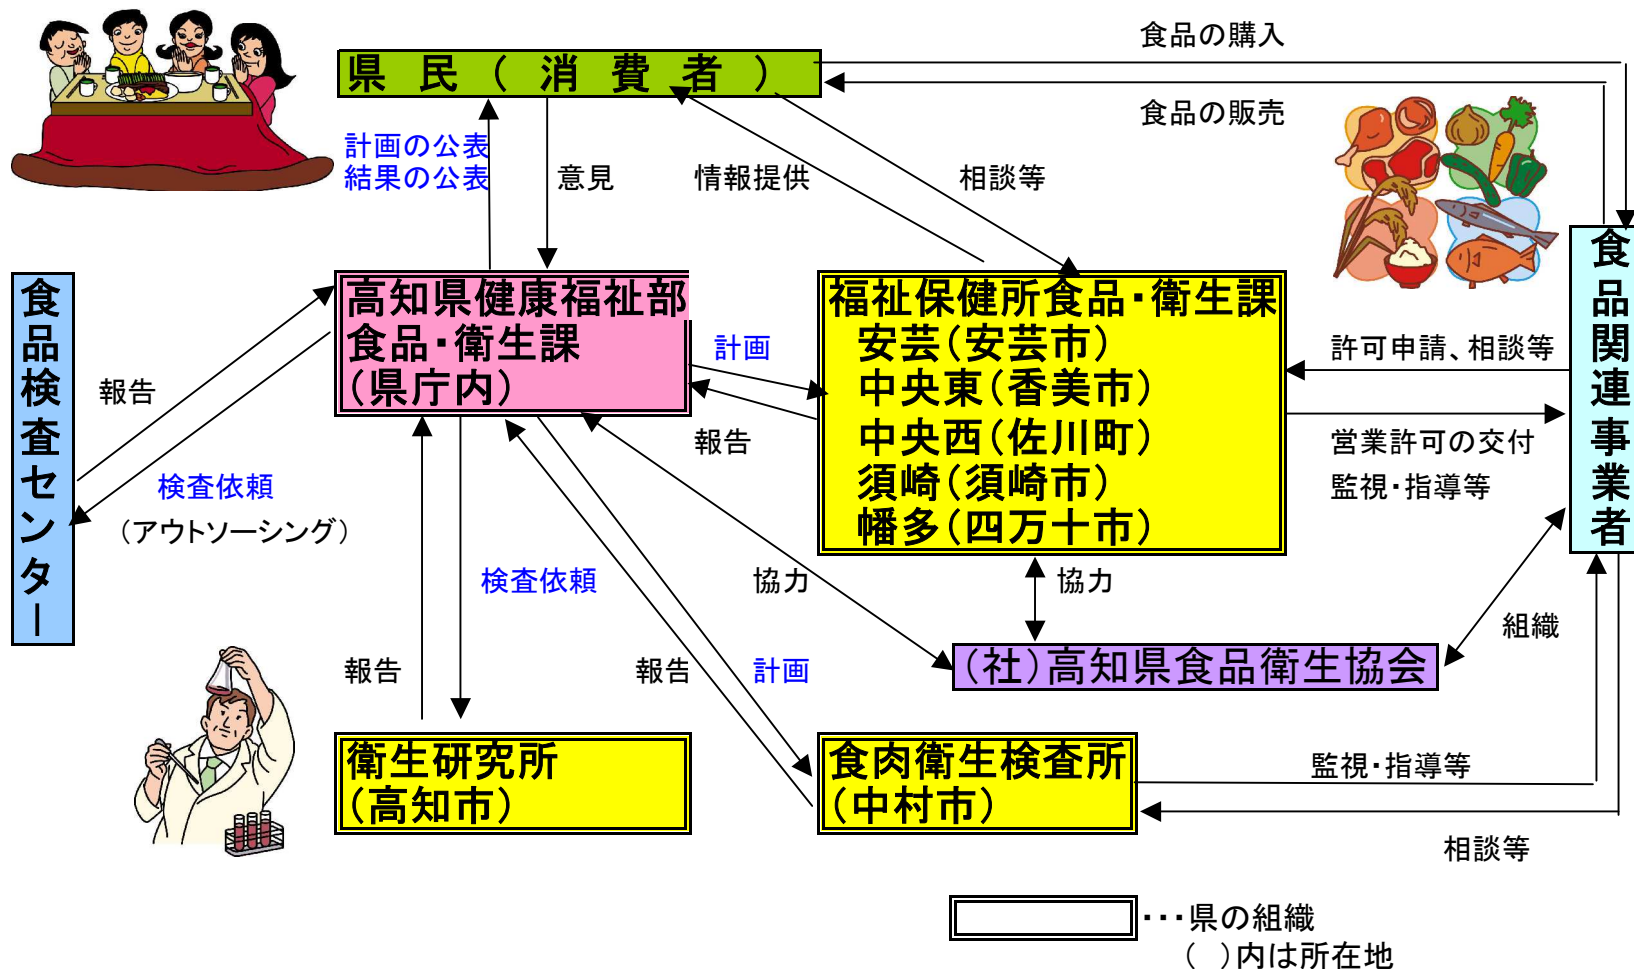 食品の購入
県民(消費者)
食品の販売
計画の公表
結果の公表
意見
情報提供
相談等
食品検査センター
高知県健康福祉部
食品・衛生課
(県庁内)
計画
報告
福祉保健所食品・衛生課
安芸(安芸市)
中央東(香美市)
中央西(佐川町)
須崎(須崎市)
幡多(四万十市)
許可申請、相談等
営業許可の交付
監視・指導等
食品関連事業者
報告
検査依頼
(アウトソーシング)
検査依頼
協力
協力
組織
(社)高知県食品衛生協会
報告
報告
計画
衛生研究所
(高知市)
食肉衛生検査所
(中村市)
監視・指導等
相談等
・・・県の組織
( )内は所在地